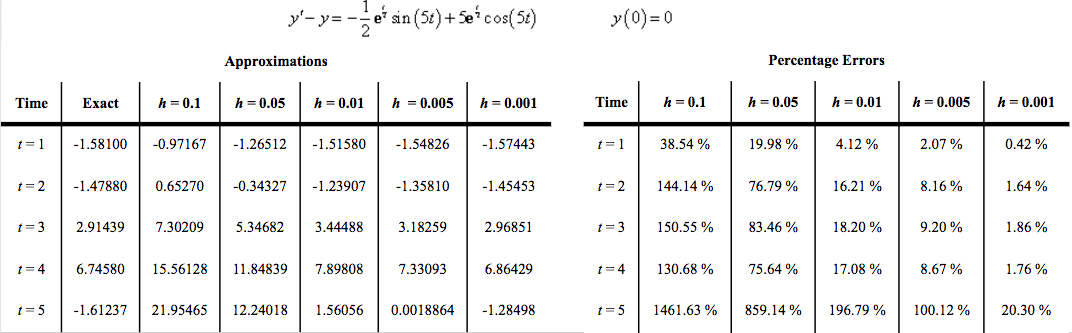 y′ − y = −1/2 e^(t/2) sin(5t) + 5e^(t/2) cos(5t) y(0) = 0
Approximations
Time Exact h = 0.1 h = 0.05 h = 0.01 h = 0.005 h = 0.001
t = 1 -1.58100 -0.97167 -1.26512 -1.51580 -1.54826 -1.57443
t = 2 -1.47880 0.65270 -0.34327 -1.23907 -1.35810 -1.45453
t = 3 2.91439 7.30209 5.34682 3.44488 3.18259 2.96851
t = 4 6.74580 15.56128 11.84839 7.89808 7.33093 6.86429
t = 5 -1.61237 21.95465 12.24018 1.56056 0.0018864 -1.28498
Percentage Errors
Time h = 0.1 h = 0.05 h = 0.01 h = 0.005 h = 0.001
t = 1 38.54 % 19.98 % 4.12 % 2.07 % 0.42 %
t = 2 144.14 % 76.79 % 16.21 % 8.16 % 1.64 %
t = 3 150.55 % 83.46 % 18.20 % 9.20 % 1.86 %
t = 4 130.68 % 75.64 % 17.08 % 8.67 % 1.76 %
t = 5 1461.63 % 859.14 % 196.79 % 100.12 % 20.30 %